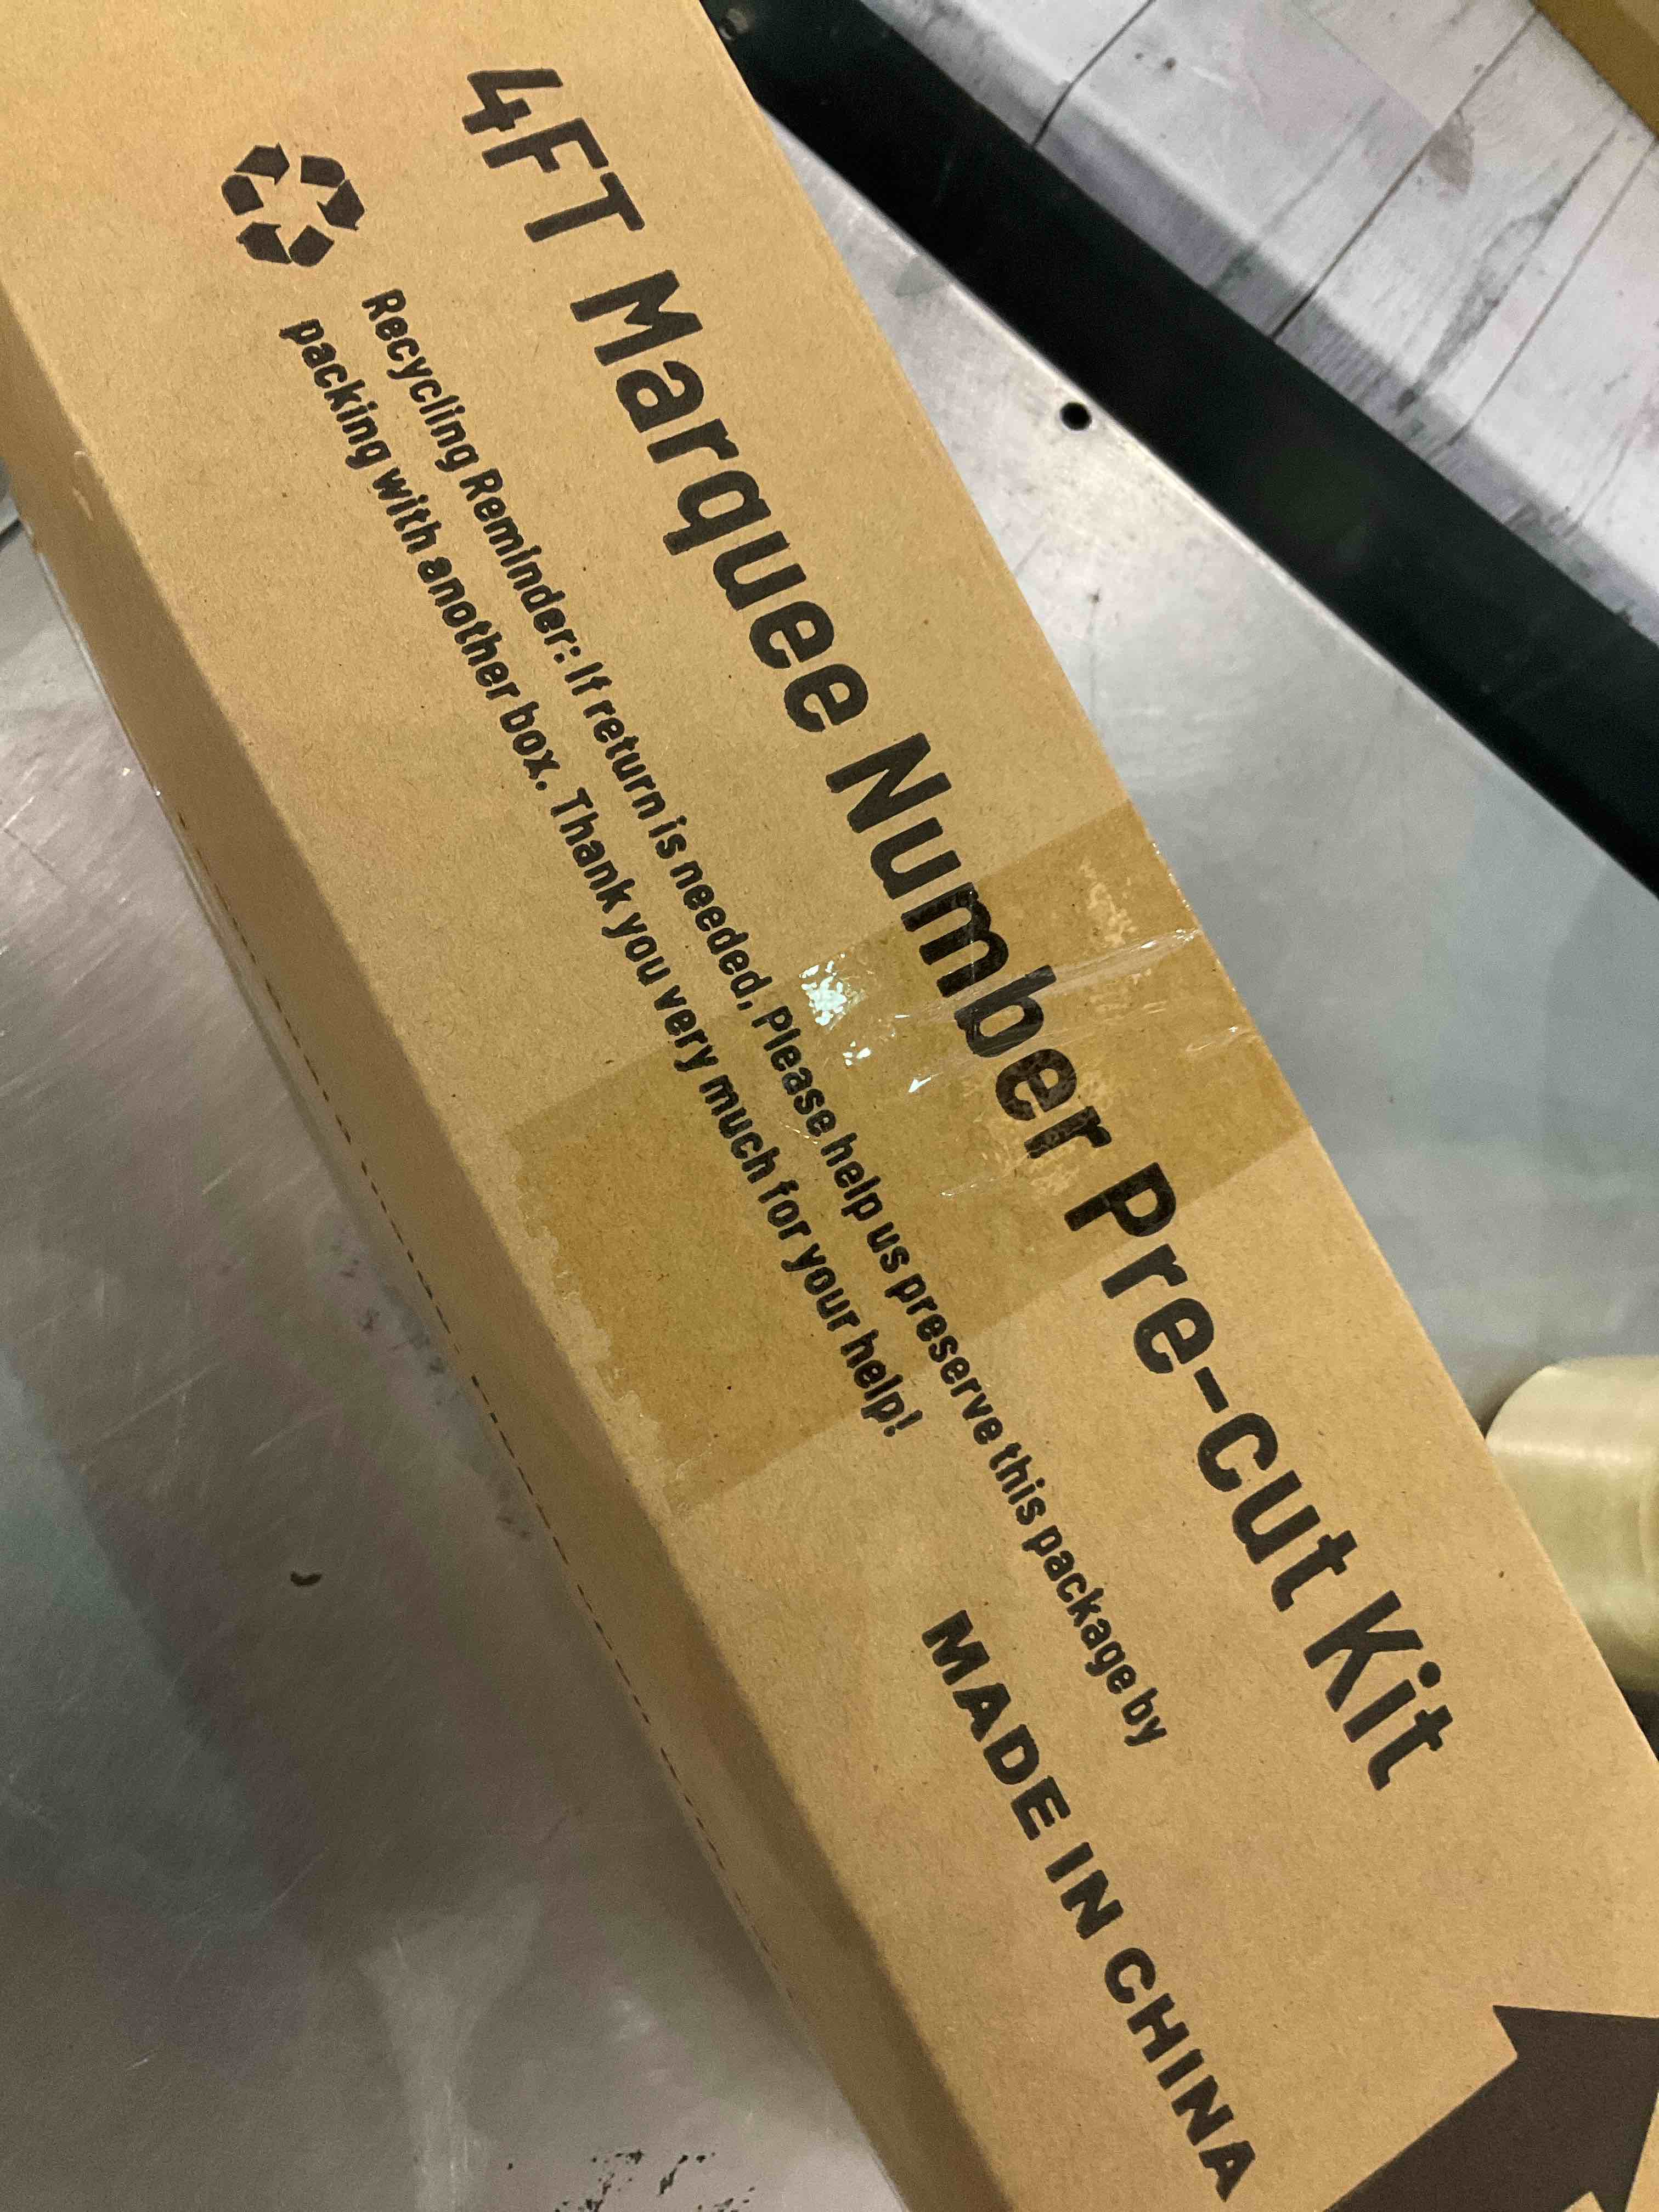 4FT Marquee Number Pre-cut Kit
Recycling Reminder: If return is needed, Please help us preserve this package by
packing with another box. Thank you very much for your help!
MADE IN CHINA